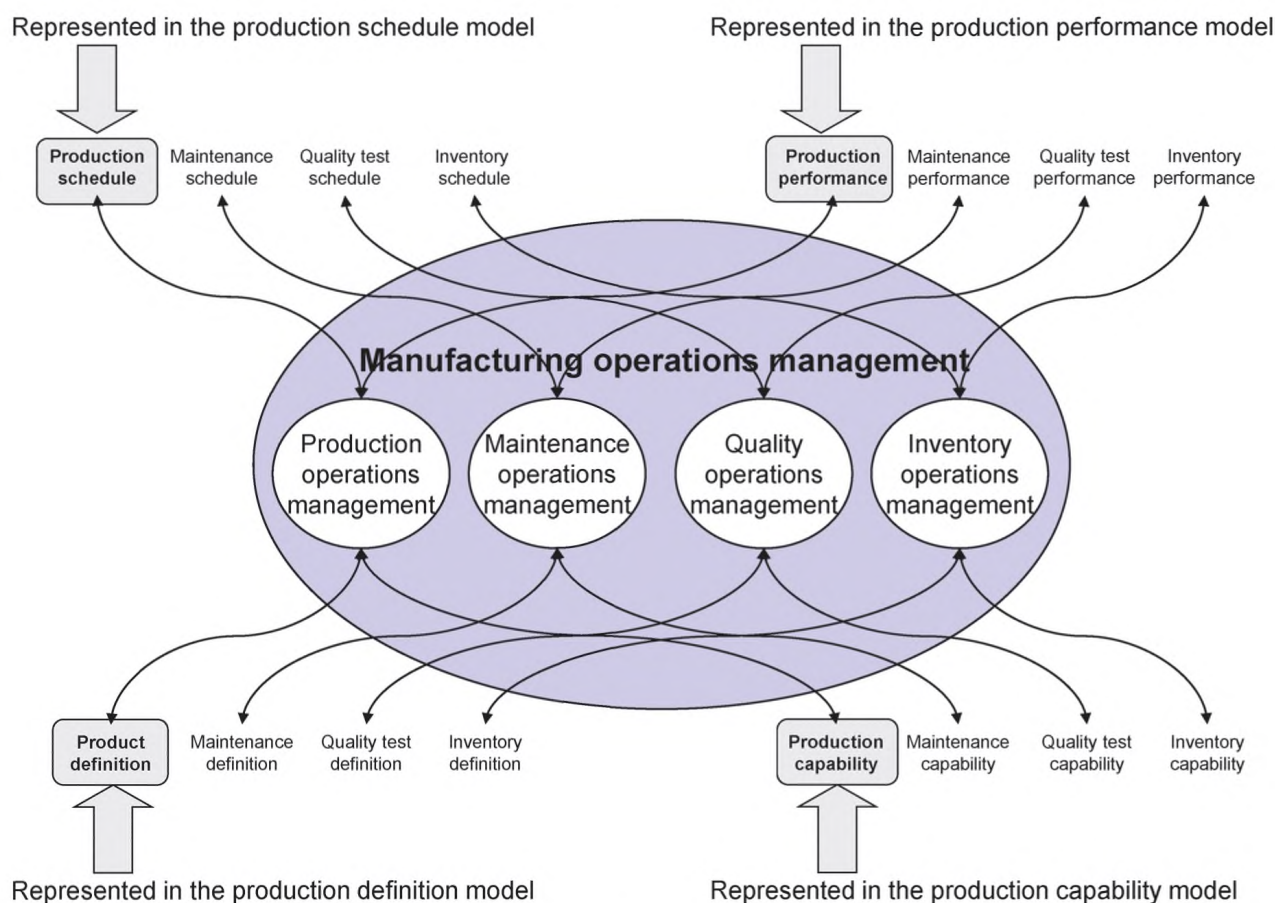 Represented in the production schedule model
Represented in the production performance model
Production
schedule
Maintenance
schedule
Quality test
schedule
Inventory
schedule
Production
performance
Maintenance
performance
Quality test
performance
Inventory
performance
Manufacturing operations management
Production
operations
management
Maintenance
operations
management
Quality
operations
management
Inventory
operations
management
Product
definition
Maintenance
definition
Quality test
definition
Inventory
definition
Production
capability
Maintenance
capability
Quality test
capability
Inventory
capability
Represented in the production definition model
Represented in the production capability model